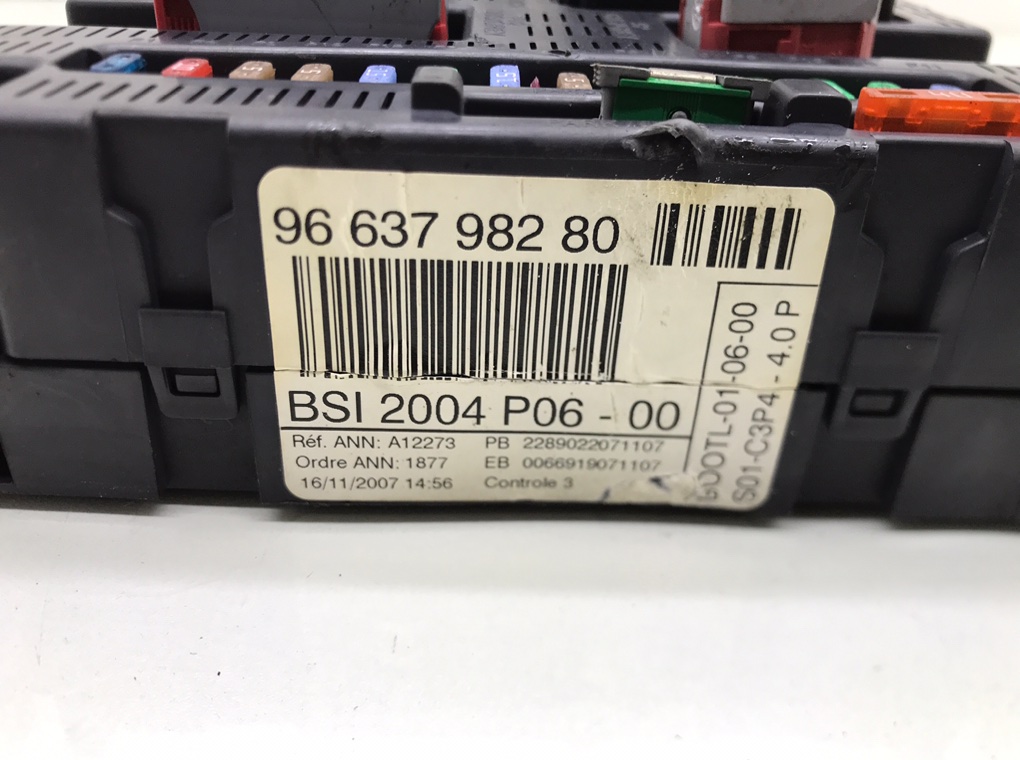 96 637 982 80
BSI 2004 P06 - 00
Réf. ANN: A12273 PB 2289022071107
Ordre ANN: 1877 EB 0066919071107
16/11/2007 14:56 Controle 3
BOOTL-01-06-00
S01-C3P4 - 4.0 P